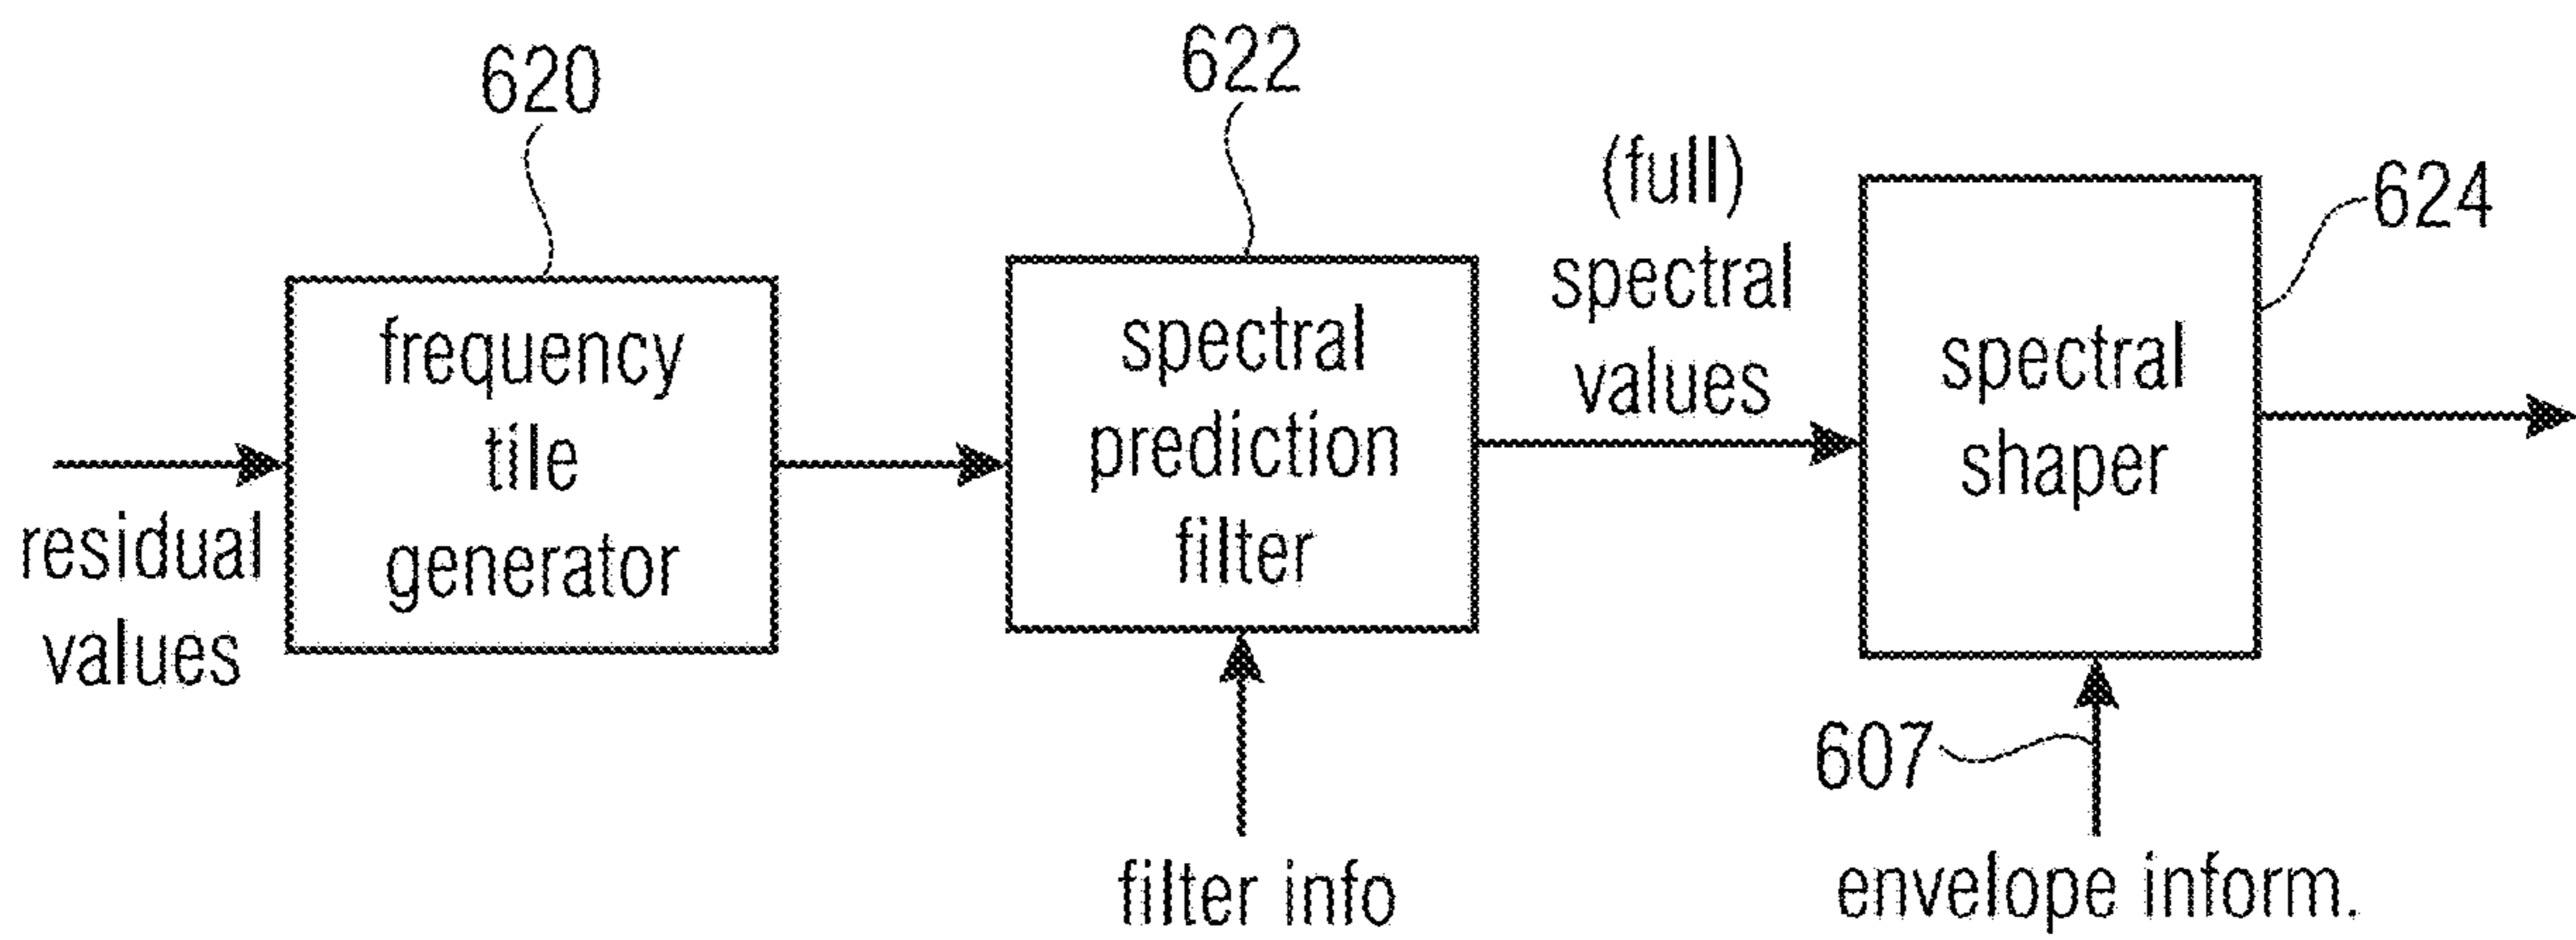 620
622
624
residual
values
frequency
tile
generator
spectral
prediction
filter
filter info
(full)
spectral
values
spectral
shaper
607
envelope inform.